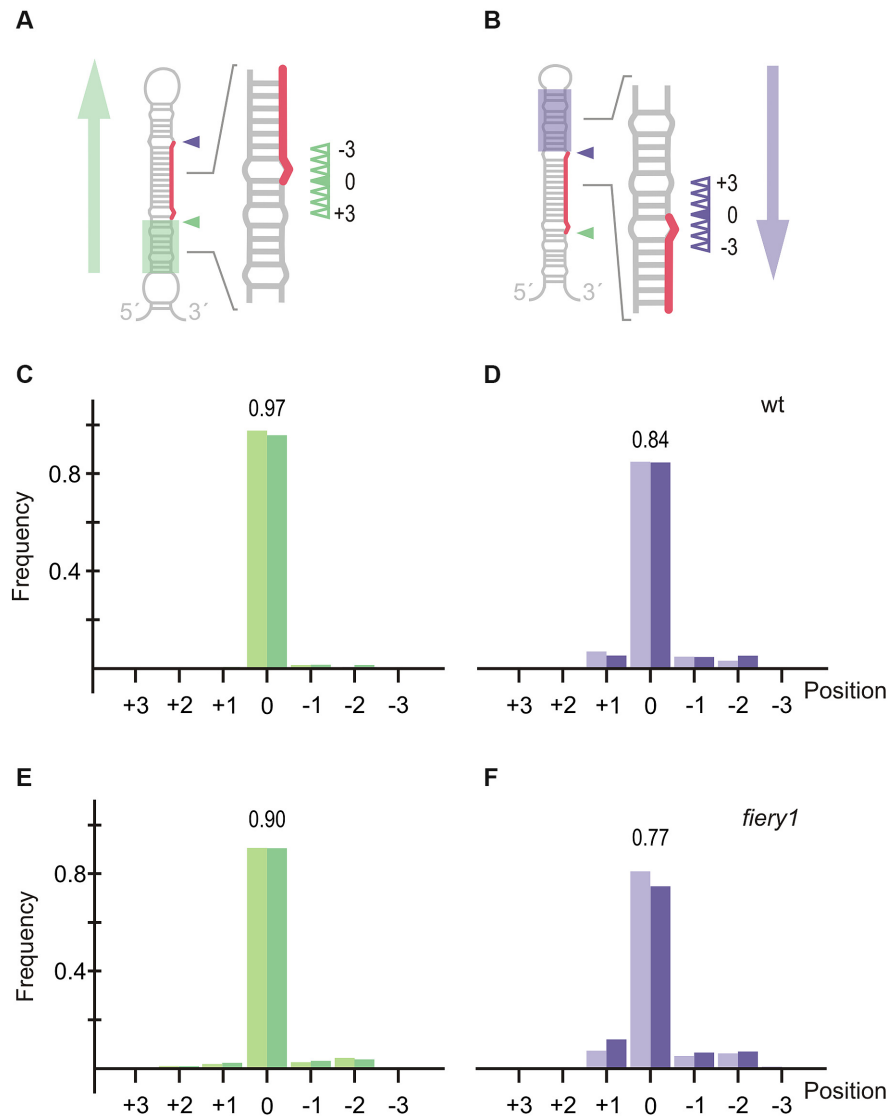 A
B
-3
0
+3
5´ 3´
+3
0
-3
5´ 3´
C
D
wt
0.97
0.84
0.8
0.4
Frequency
+3 +2 +1 0 -1 -2 -3
+3 +2 +1 0 -1 -2 -3 Position
E
F
fiery1
0.90
0.77
0.8
0.4
Frequency
+3 +2 +1 0 -1 -2 -3
+3 +2 +1 0 -1 -2 -3 Position